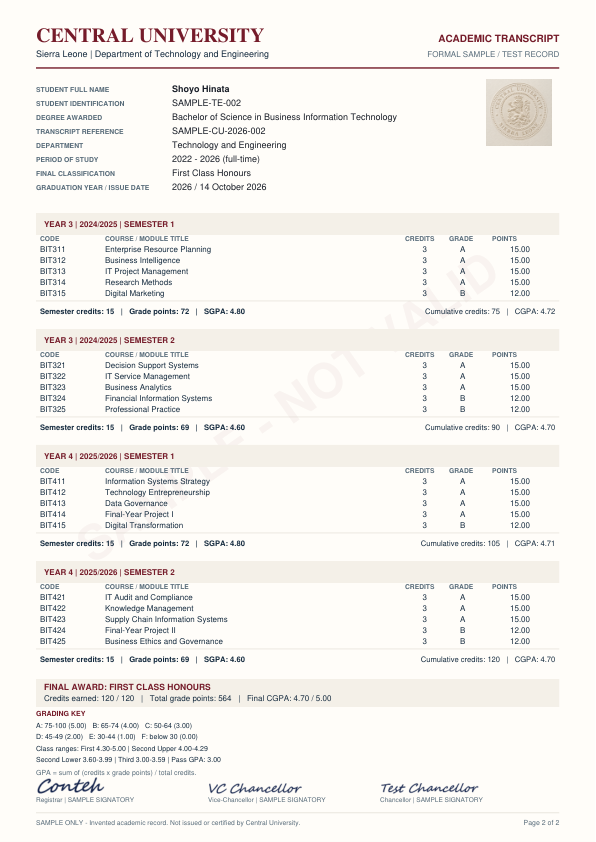 CENTRAL UNIVERSITY
Sierra Leone | Department of Technology and Engineering
ACADEMIC TRANSCRIPT
FORMAL SAMPLE / TEST RECORD
STUDENT FULL NAME Shoyo Hinata
STUDENT IDENTIFICATION SAMPLE-TE-002
DEGREE AWARDED Bachelor of Science in Business Information Technology
TRANSCRIPT REFERENCE SAMPLE-CU-2026-002
DEPARTMENT Technology and Engineering
PERIOD OF STUDY 2022 - 2026 (full-time)
FINAL CLASSIFICATION First Class Honours
GRADUATION YEAR / ISSUE DATE 2026 / 14 October 2026
SAMPLE - NOT VALID
YEAR 3 | 2024/2025 | SEMESTER 1
CODE COURSE / MODULE TITLE CREDITS GRADE POINTS
BIT311 Enterprise Resource Planning 3 A 15.00
BIT312 Business Intelligence 3 A 15.00
BIT313 IT Project Management 3 A 15.00
BIT314 Research Methods 3 A 15.00
BIT315 Digital Marketing 3 B 12.00
Semester credits: 15 | Grade points: 72 | SGPA: 4.80 Cumulative credits: 75 | CGPA: 4.72
YEAR 3 | 2024/2025 | SEMESTER 2
CODE COURSE / MODULE TITLE CREDITS GRADE POINTS
BIT321 Decision Support Systems 3 A 15.00
BIT322 IT Service Management 3 A 15.00
BIT323 Business Analytics 3 A 15.00
BIT324 Financial Information Systems 3 B 12.00
BIT325 Professional Practice 3 B 12.00
Semester credits: 15 | Grade points: 69 | SGPA: 4.60 Cumulative credits: 90 | CGPA: 4.70
YEAR 4 | 2025/2026 | SEMESTER 1
CODE COURSE / MODULE TITLE CREDITS GRADE POINTS
BIT411 Information Systems Strategy 3 A 15.00
BIT412 Technology Entrepreneurship 3 A 15.00
BIT413 Data Governance 3 A 15.00
BIT414 Final-Year Project I 3 A 15.00
BIT415 Digital Transformation 3 B 12.00
Semester credits: 15 | Grade points: 72 | SGPA: 4.80 Cumulative credits: 105 | CGPA: 4.71
YEAR 4 | 2025/2026 | SEMESTER 2
CODE COURSE / MODULE TITLE CREDITS GRADE POINTS
BIT421 IT Audit and Compliance 3 A 15.00
BIT422 Knowledge Management 3 A 15.00
BIT423 Supply Chain Information Systems 3 A 15.00
BIT424 Final-Year Project II 3 B 12.00
BIT425 Business Ethics and Governance 3 B 12.00
Semester credits: 15 | Grade points: 69 | SGPA: 4.60 Cumulative credits: 120 | CGPA: 4.70
FINAL AWARD: FIRST CLASS HONOURS
Credits earned: 120 / 120 | Total grade points: 564 | Final CGPA: 4.70 / 5.00
GRADING KEY
A: 75-100 (5.00) B: 65-74 (4.00) C: 50-64 (3.00)
D: 45-49 (2.00) E: 30-44 (1.00) F: below 30 (0.00)
Class ranges: First 4.30-5.00 | Second Upper 4.00-4.29
Second Lower 3.60-3.99 | Third 3.00-3.59 | Pass GPA: 3.00
GPA = sum of (credits x grade points) / total credits.
Conteh VC Chancellor Test Chancellor
Registrar | SAMPLE SIGNATORY Vice-Chancellor | SAMPLE SIGNATORY Chancellor | SAMPLE SIGNATORY
SAMPLE ONLY - Invented academic record. Not issued or certified by Central University. Page 2 of 2